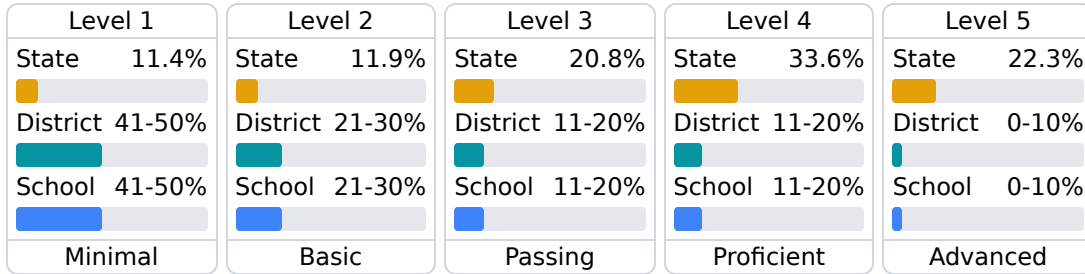 Level 1
State 11.4%
District 41-50%
School 41-50%
Minimal
Level 2
State 11.9%
District 21-30%
School 21-30%
Basic
Level 3
State 20.8%
District 11-20%
School 11-20%
Passing
Level 4
State 33.6%
District 11-20%
School 11-20%
Proficient
Level 5
State 22.3%
District 0-10%
School 0-10%
Advanced